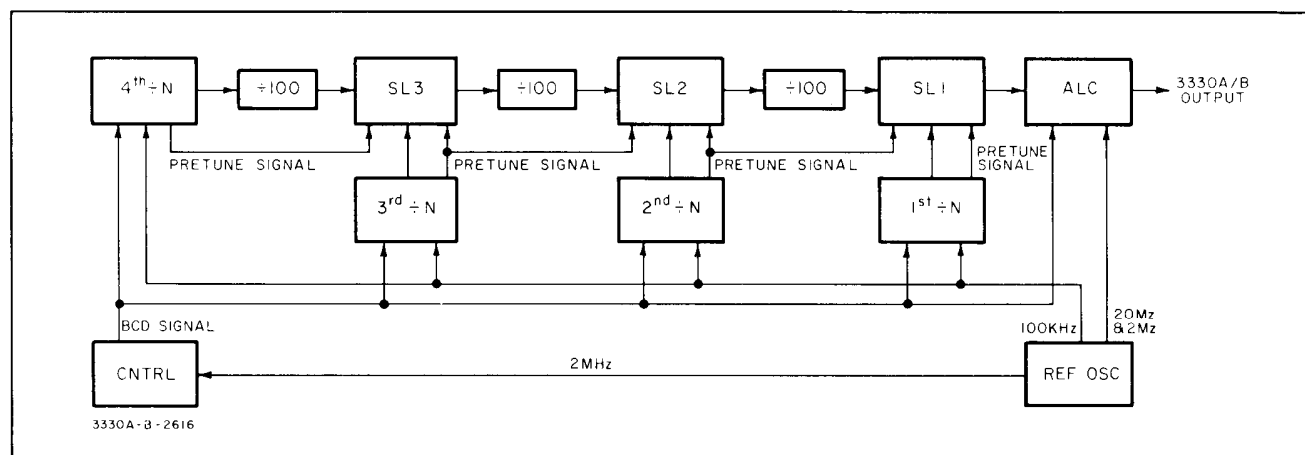 4th ÷N
÷100
SL3
÷100
SL2
÷100
SL1
ALC
3330A/B
OUTPUT
PRETUNE SIGNAL
PRETUNE SIGNAL
PRETUNE SIGNAL
PRETUNE
SIGNAL
3rd ÷N
2nd ÷N
1st ÷N
BCD SIGNAL
100KHz
20Mz
&2Mz
CNTRL
2MHz
REF OSC
3330A-B-2616